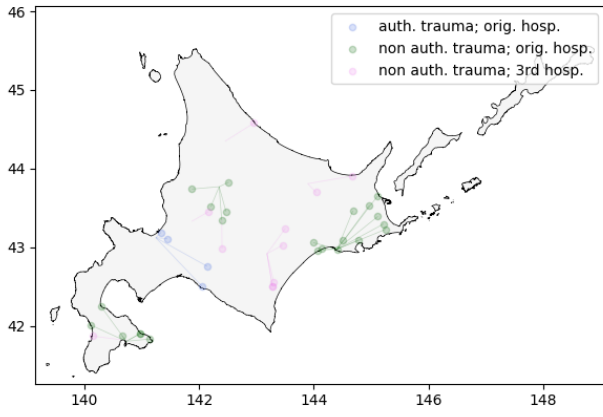 46
45
44
43
42
auth. trauma; orig. hosp.
non auth. trauma; orig. hosp.
non auth. trauma; 3rd hosp.
140 142 144 146 148